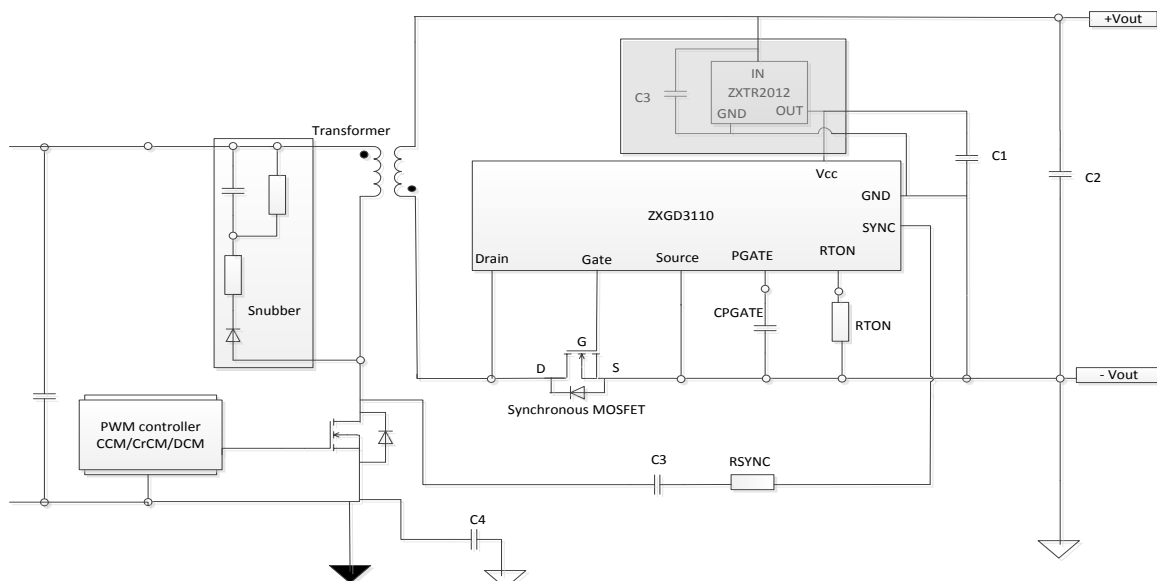 +Vout
IN
ZXTR2012
C3
GND
OUT
Transformer
C1
Vcc
C2
GND
ZXGD3110
SYNC
Drain
Gate
Source
PGATE
RTON
Snubber
CPGATE
RTON
G
D
S
- Vout
Synchronous MOSFET
PWM controller
CCM/CrCM/DCM
C3
RSYNC
C4